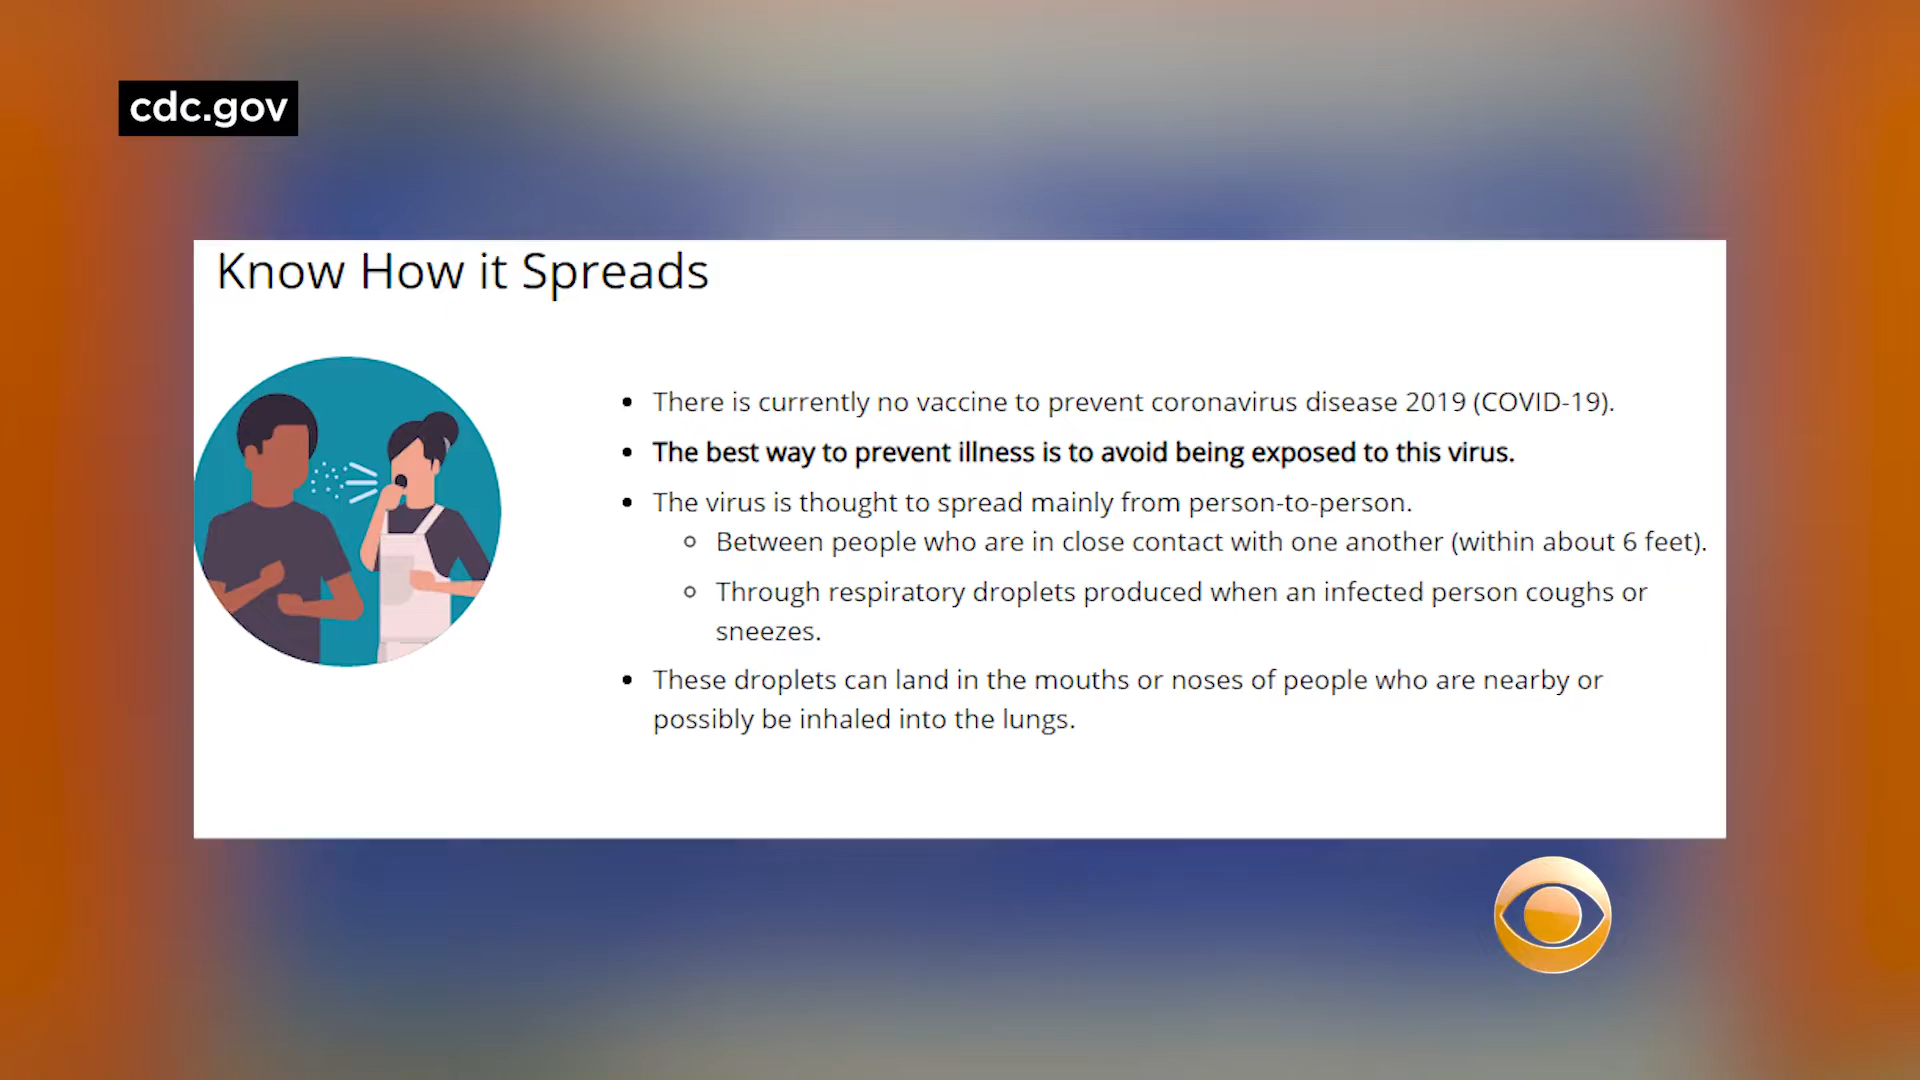 cdc.gov
Know How it Spreads
• There is currently no vaccine to prevent coronavirus disease 2019 (COVID-19).
• The best way to prevent illness is to avoid being exposed to this virus.
• The virus is thought to spread mainly from person-to-person.
◦ Between people who are in close contact with one another (within about 6 feet).
◦ Through respiratory droplets produced when an infected person coughs or
sneezes.
• These droplets can land in the mouths or noses of people who are nearby or
possibly be inhaled into the lungs.